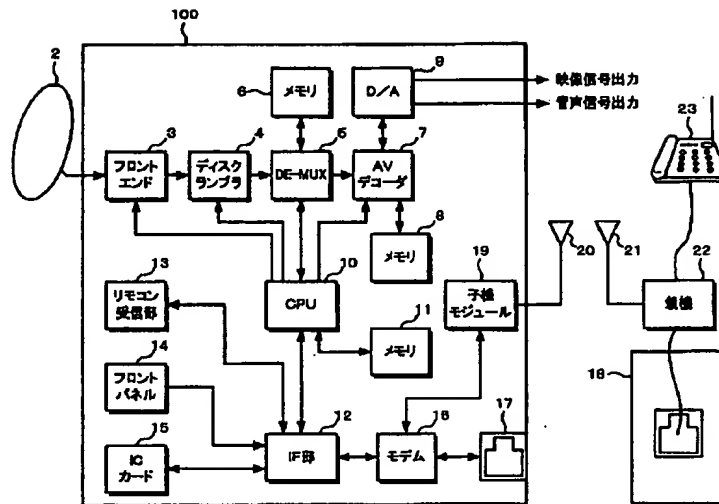 100
2
6
メモリ
D/A
9
映像信号出力
音声信号出力
23
3
フロント
エンド
4
ディスク
ランブラ
5
DE-MUX
7
AV
デコーダ
メモリ
8
13
リモコン
受信部
10
CPU
19
子機
モジュール
20
21
22
親機
14
フロント
パネル
11
メモリ
15
IC
カード
12
IF部
16
モデム
17
18